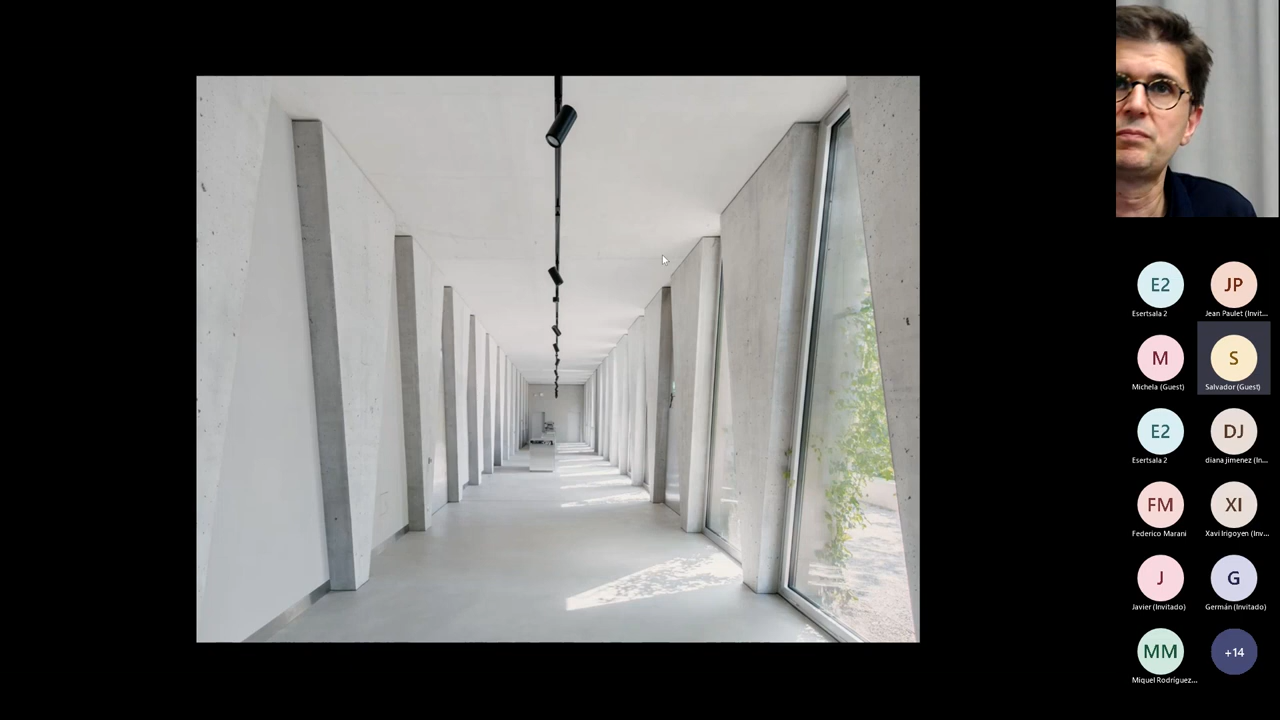 E2
JP
Esertsala 2
Jean Paulet (Invit...
M
S
Michela (Guest)
Salvador (Guest)
E2
DJ
Esertsala 2
diana jimenez (In...
FM
XI
Federico Marani
Xavi Irigoyen (Inv...
J
G
Javier (Invitado)
Germán (Invitado)
MM
+14
Miquel Rodríguez...